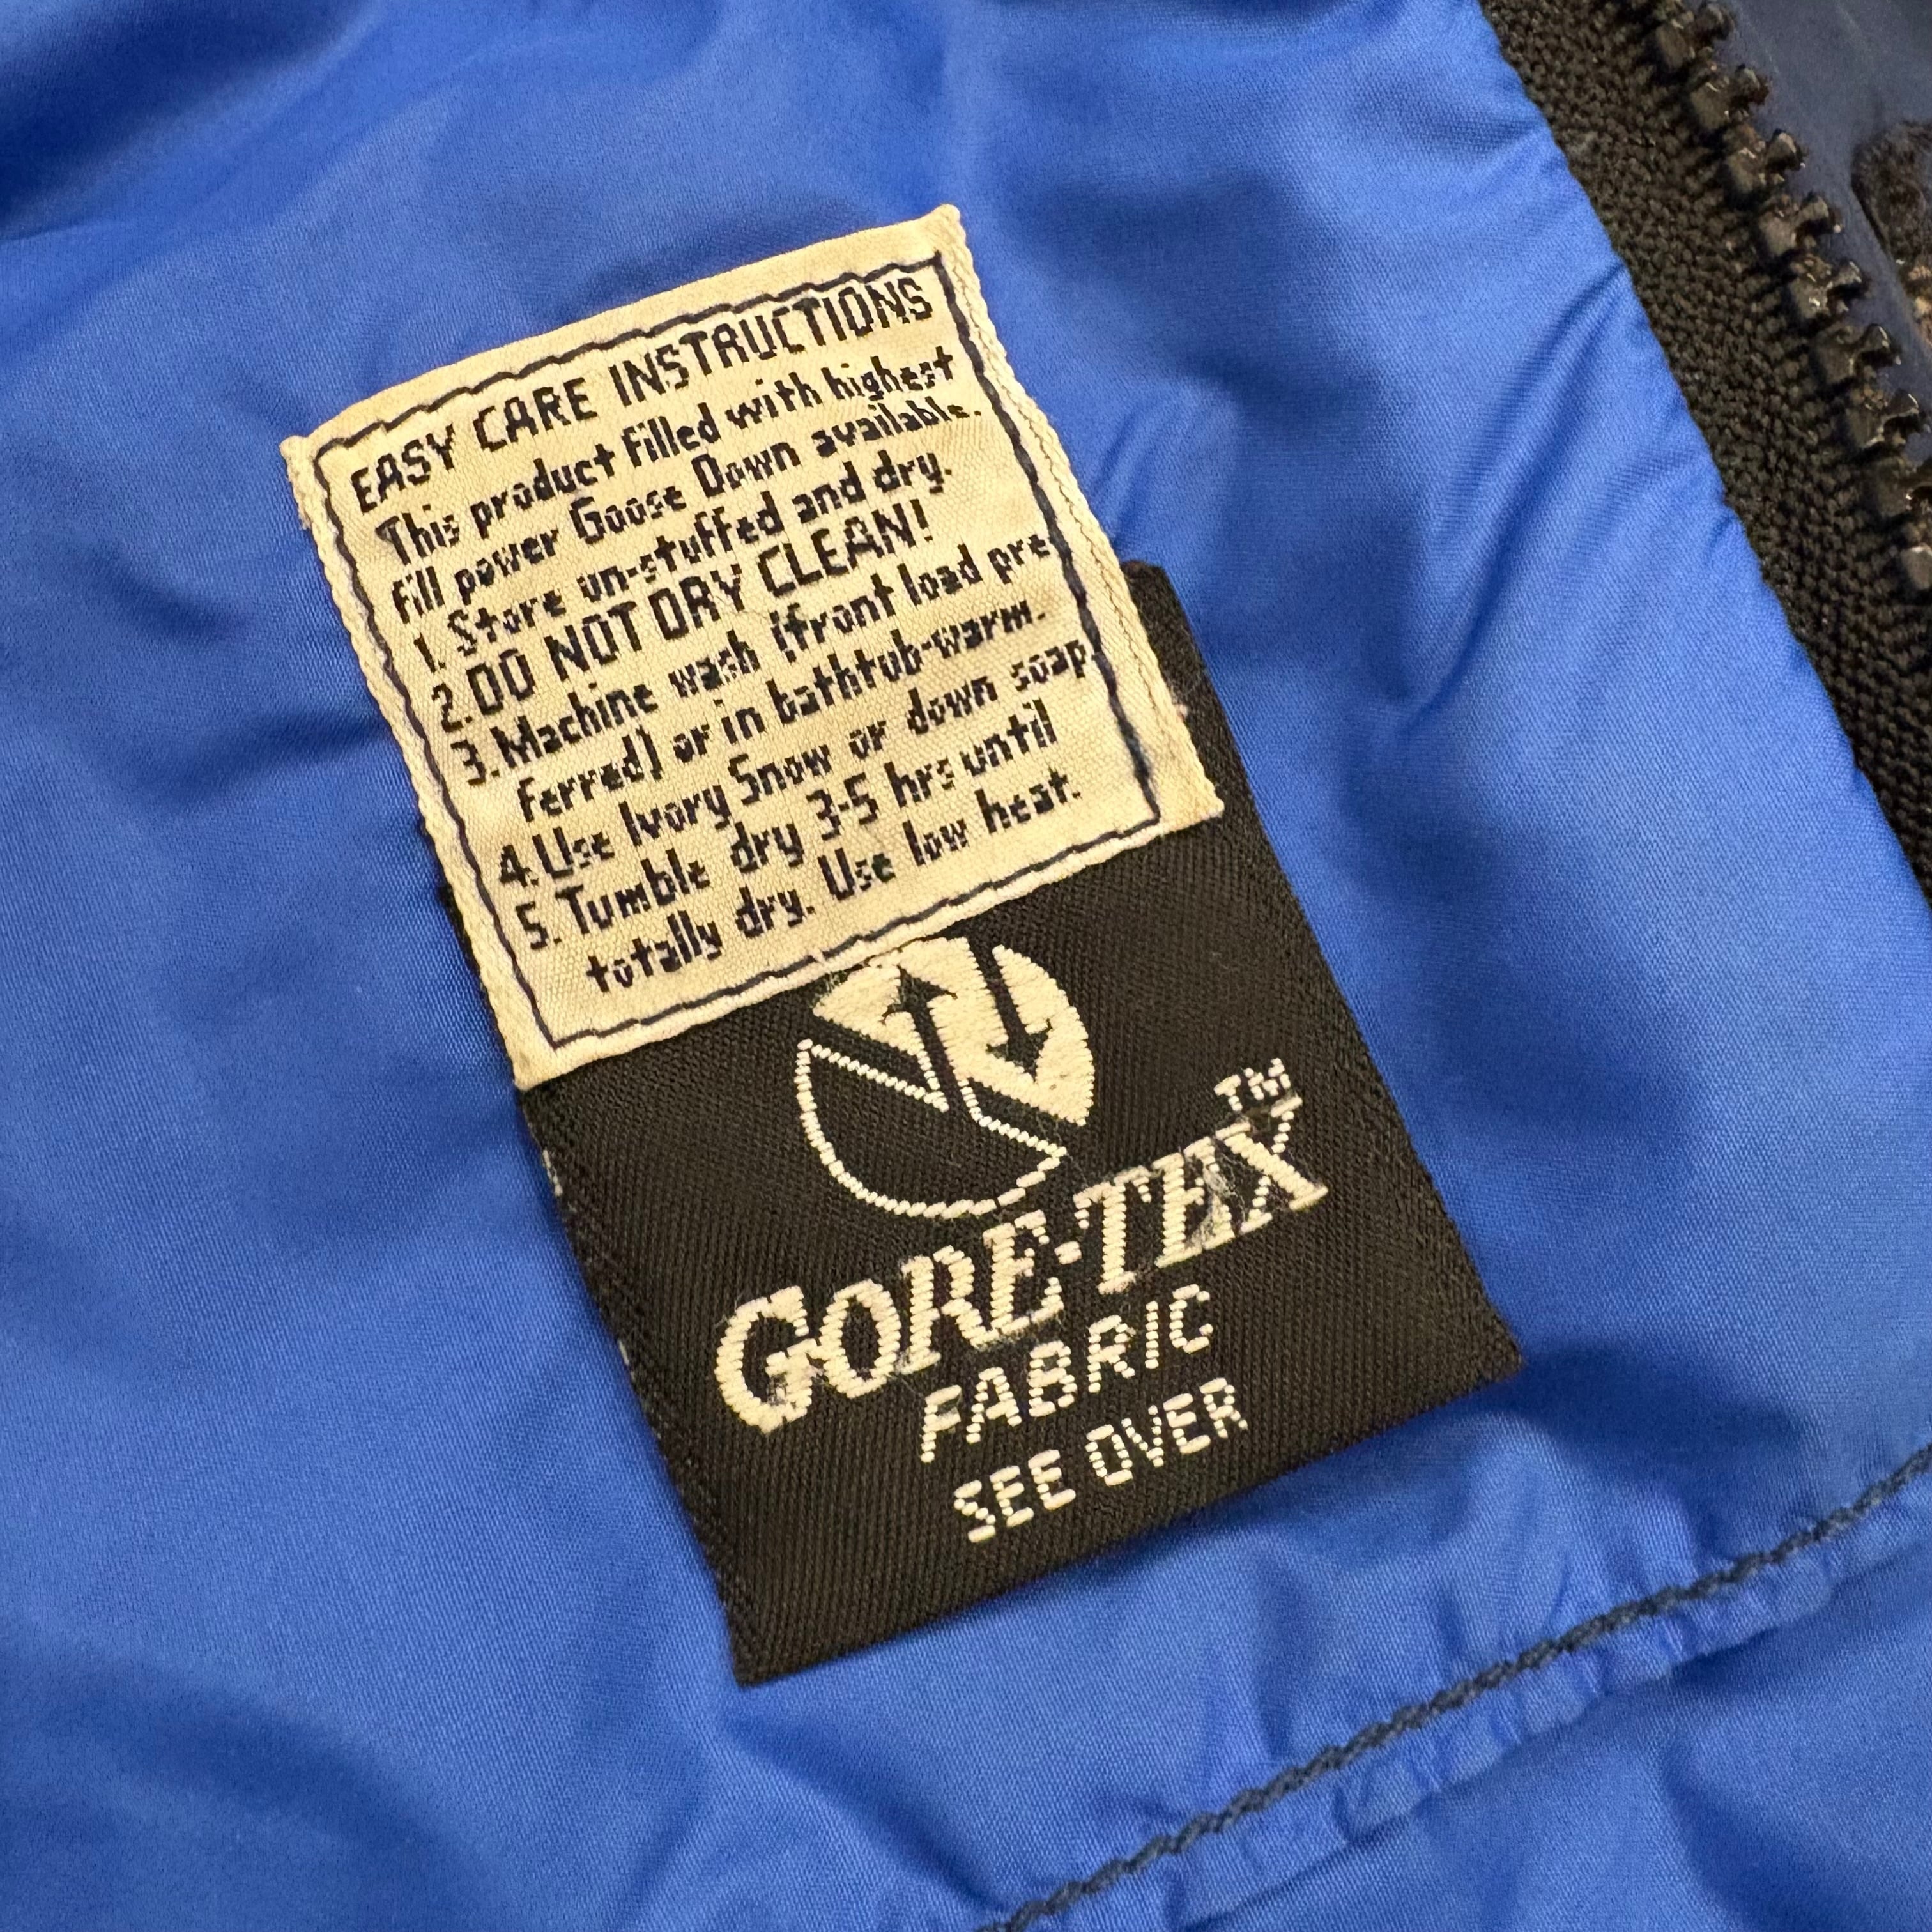 EASY CARE INSTRUCTIONS
This product filled with highest
fill power Goose Down available.
1. Store un-stuffed and dry.
2. DO NOT DRY CLEAN!
3. Machine wash (front load pre
ferred) or in bathtub-warm.
4. Use Ivory Snow or down soap
5. Tumble dry 3-5 hrs until
totally dry. Use low heat.
GORE-TEX™
FABRIC
SEE OVER